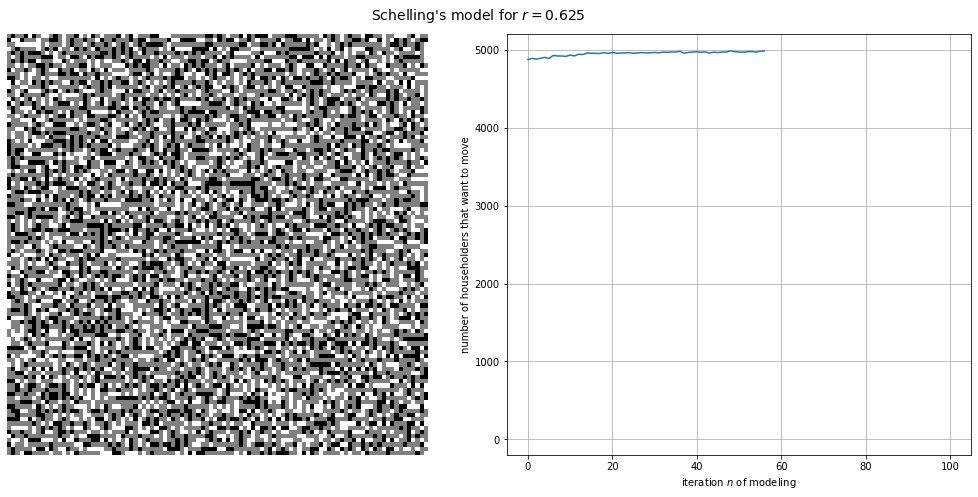 Schelling's model for r = 0.625
number of householders that want to move
5000
4000
3000
2000
1000
0
0 20 40 60 80 100
iteration n of modeling